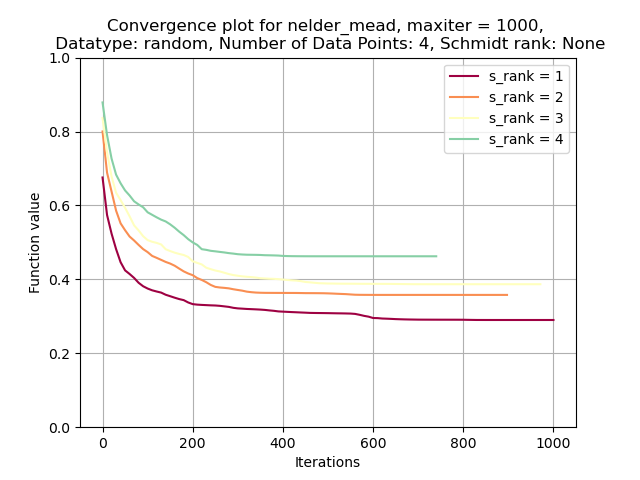 Convergence plot for nelder_mead, maxiter = 1000,
Datatype: random, Number of Data Points: 4, Schmidt rank: None
s_rank = 1
s_rank = 2
s_rank = 3
s_rank = 4
Function value
1.0
0.8
0.6
0.4
0.2
0.0
0 200 400 600 800 1000
Iterations